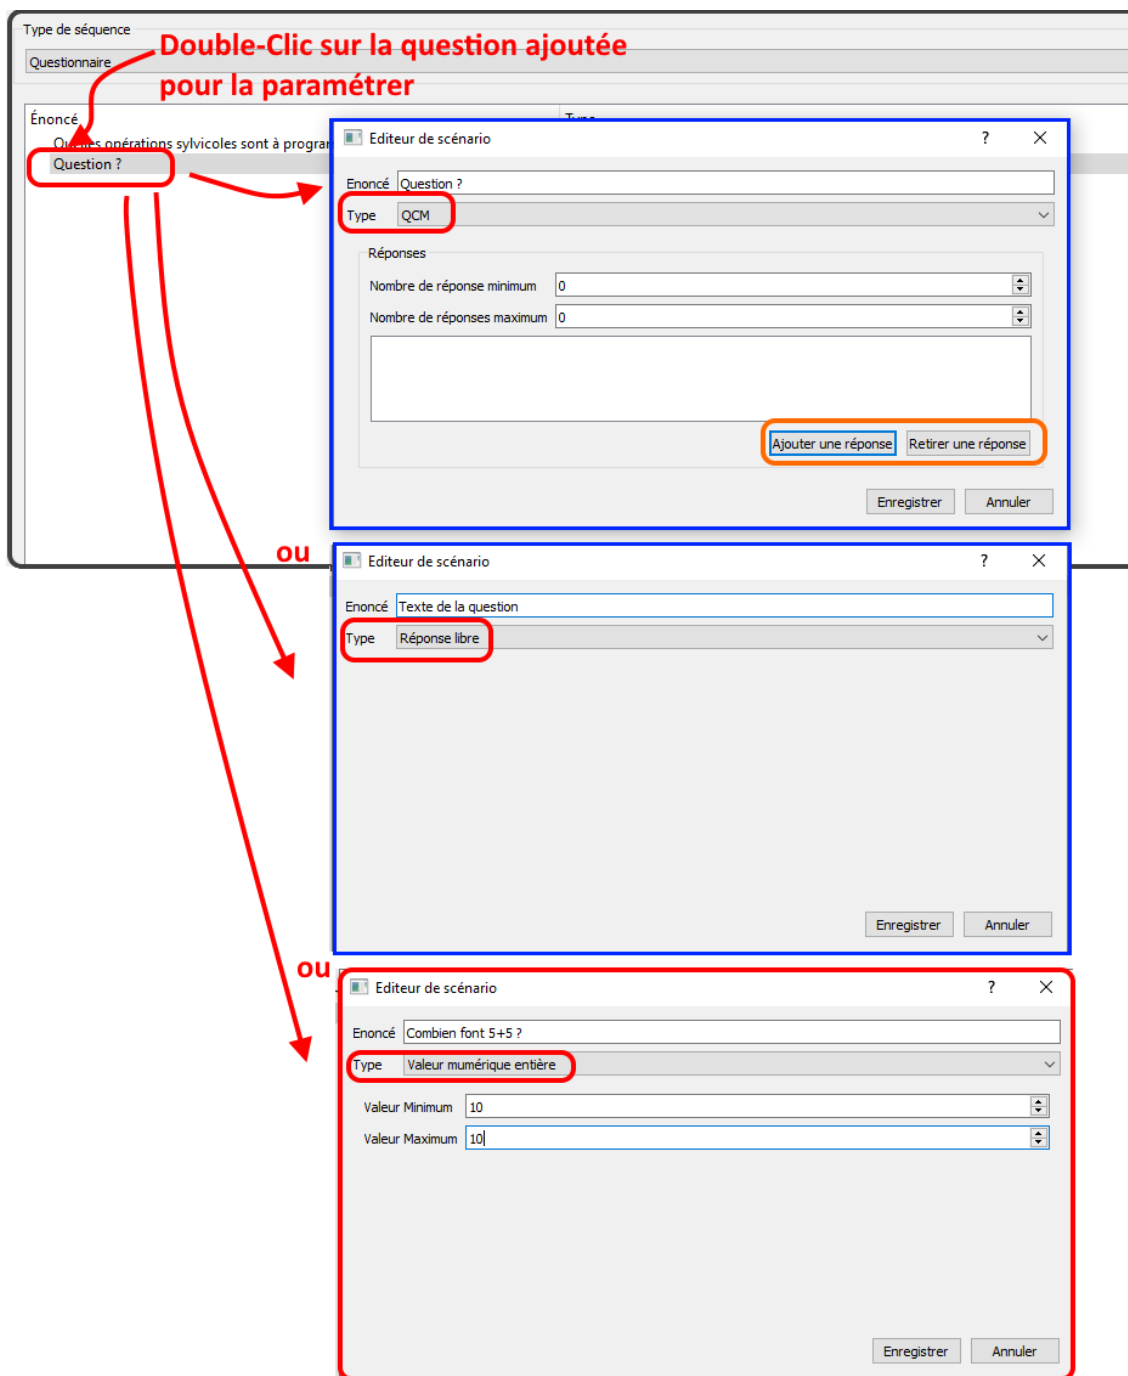 Type de séquence
Double-Clic sur la question ajoutée
Questionnaire
pour la paramétrer
Énoncé
opérations sylvicoles sont à
Question ?
Editeur de scénario ?
Enoncé Question ?
Type QCM
Réponses
Nombre de réponse minimum 0
Nombre de réponses maximum 0
Ajouter une réponse Retirer une réponse
Enregistrer Annuler
ou
Editeur de scénario ?
Enoncé Texte de la question
Type Réponse libre
Enregistrer Annuler
ou
Editeur de scénario ?
Enoncé Combien font 5+5 ?
Type Valeur mumérique entière
Valeur Minimum 10
Valeur Maximum 10
Enregistrer Annuler